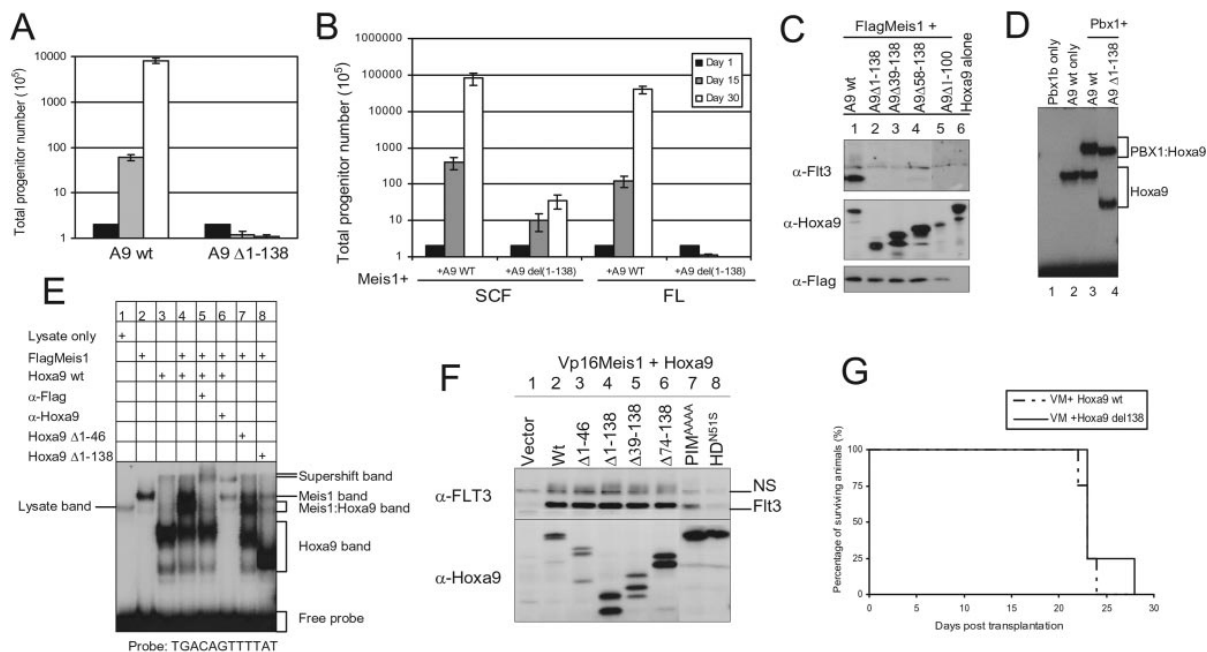 A
Total progenitor number (10⁵)
10000
1000
100
10
1
A9 wt
A9 Δ1-138
B
Total progenitor number (10⁵)
1000000
100000
10000
1000
100
10
1
Day 1
Day 15
Day 30
Meis1+
+A9 WT
+A9 del(1-138)
+A9 WT
+A9 del(1-138)
SCF
FL
C
FlagMeis1 +
A9 wt
A9Δ1-138
A9Δ39-138
A9Δ58-138
A9Δ1-100
Hoxa9 alone
1 2 3 4 5 6
α-Flt3
α-Hoxa9
α-Flag
D
Pbx1+
Pbx1b only
A9 wt only
A9 wt
A9 Δ1-138
PBX1:Hoxa9
Hoxa9
1 2 3 4
E
1 2 3 4 5 6 7 8
Lysate only +
FlagMeis1 + + + + + +
Hoxa9 wt + + + +
α-Flag +
α-Hoxa9 +
Hoxa9 Δ1-46 +
Hoxa9 Δ1-138 +
Supershift band
Meis1 band
Lysate band
Meis1:Hoxa9 band
Hoxa9 band
Free probe
Probe: TGACAGTTTTAT
F
Vp16Meis1 + Hoxa9
1 2 3 4 5 6 7 8
Vector
Wt
Δ1-46
Δ1-138
Δ39-138
Δ74-138
PIMᴬᴬᴬᴬ
HDᴺ⁵¹ˢ
α-FLT3
NS
Flt3
α-Hoxa9
G
VM+ Hoxa9 wt
VM +Hoxa9 del138
Percentage of surviving animals (%)
100
75
50
25
0
0 5 10 15 20 25 30
Days post transplantation